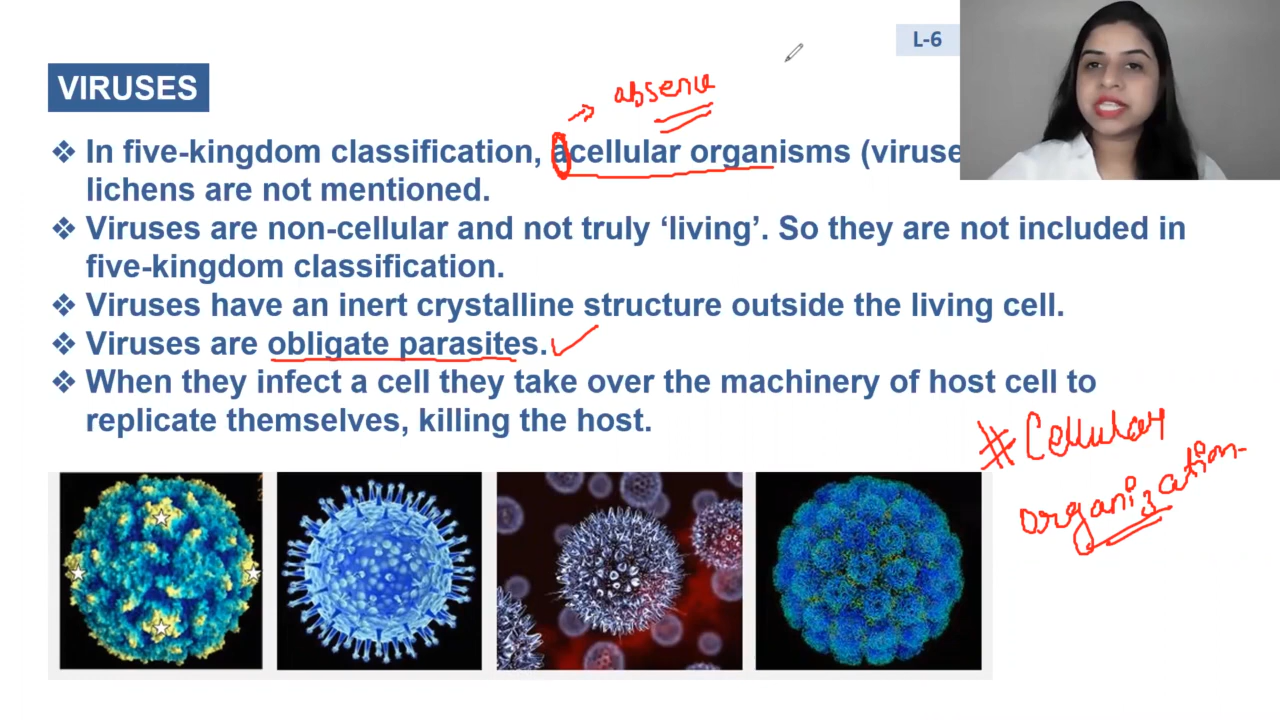 L-6
VIRUSES
absence
❖ In five-kingdom classification, acellular organisms (viruse
lichens are not mentioned.
❖ Viruses are non-cellular and not truly ‘living’. So they are not included in
five-kingdom classification.
❖ Viruses have an inert crystalline structure outside the living cell.
❖ Viruses are obligate parasites.
❖ When they infect a cell they take over the machinery of host cell to
replicate themselves, killing the host.
# Cellular
organization